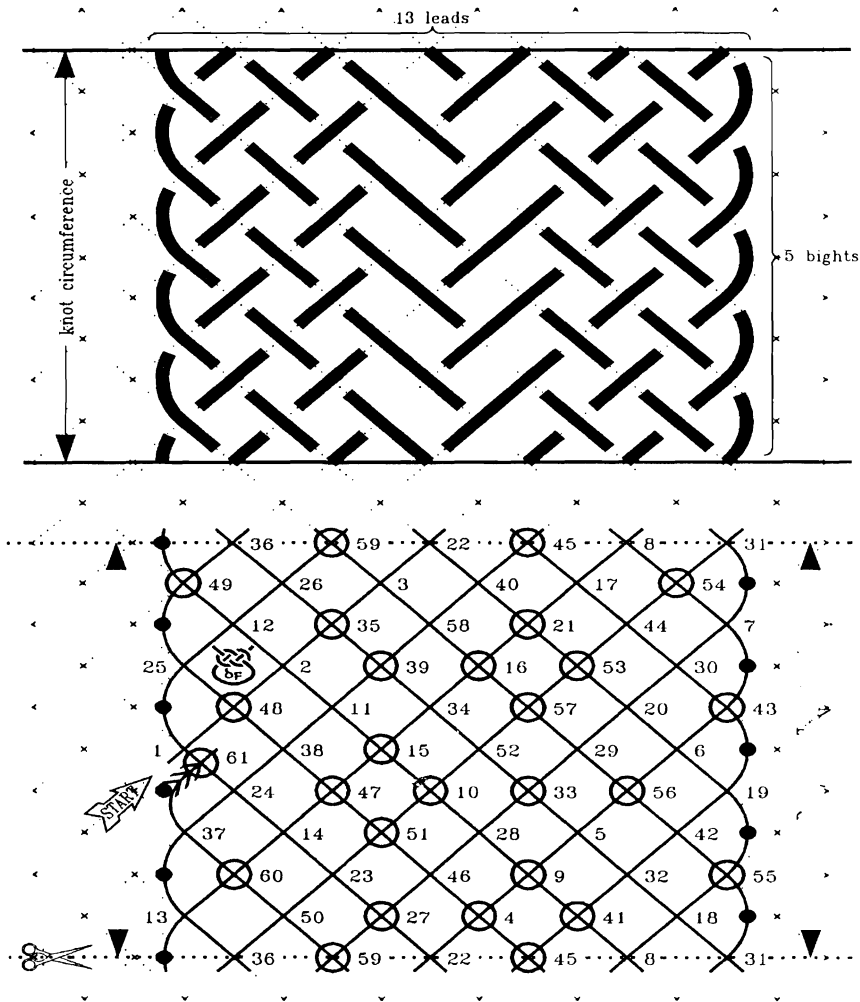 13 leads
knot circumference
5 bights
36 59 22 45 8 31
49 26 3 40 17 54
12 35 58 21 44 7
25 2 39 16 53 30
bF
48 11 34 57 20 43
1 38 15 52 29 6
61
START
24 47 10 33 56 19
37 14 51 28 5 42
60 23 46 9 32 55
13 50 27 4 41 18
36 59 22 45 8 31